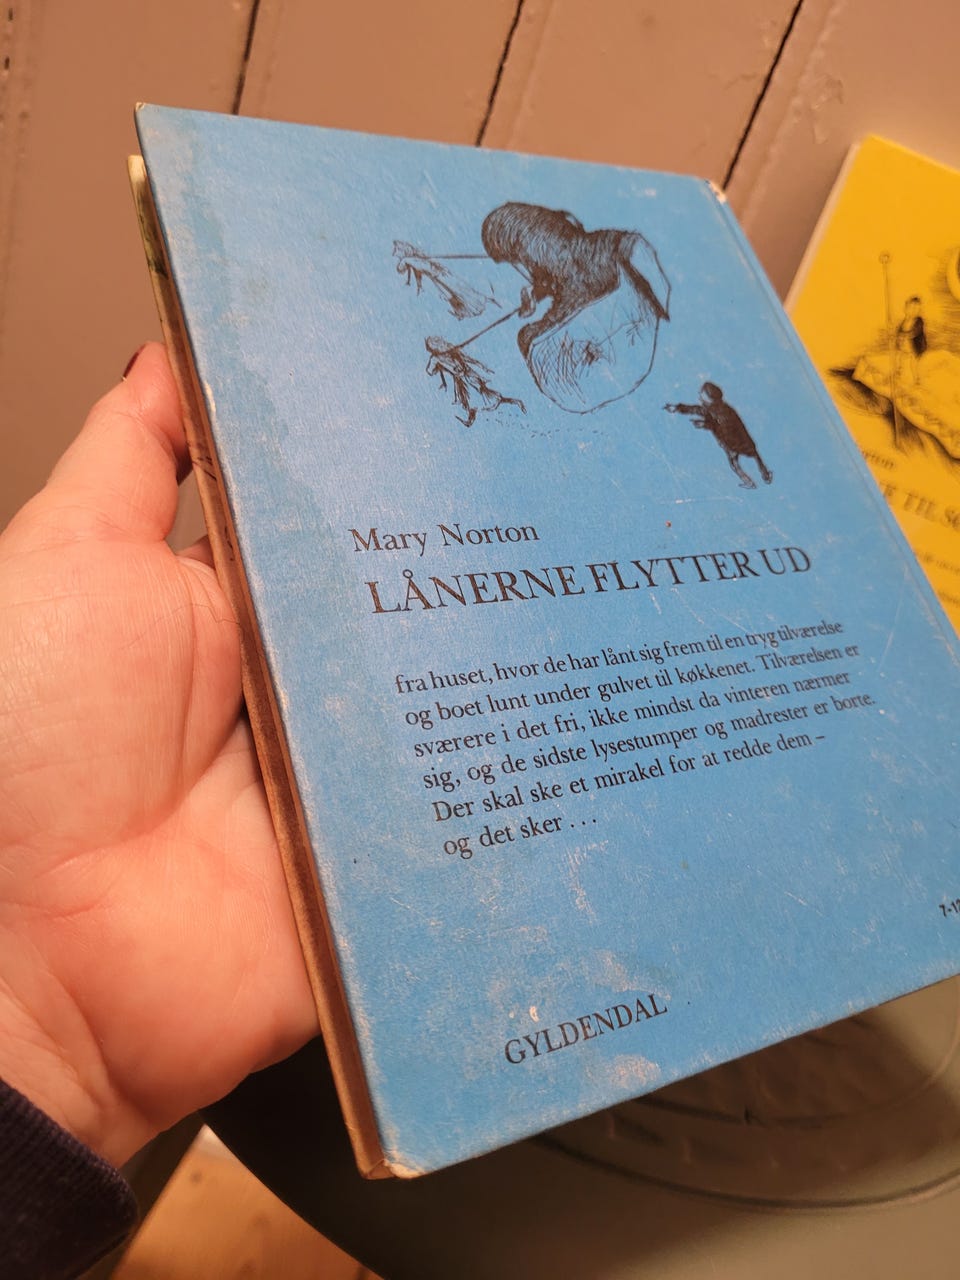 Mary Norton
LÅNERNE FLYTTER UD
fra huset, hvor de har lånt sig frem til en tryg tilværelse
og boet lunt under gulvet til køkkenet. Tilværelsen er
sværere i det fri, ikke mindst da vinteren nærmer
sig, og de sidste lysestumper og madrester er borte.
Der skal ske et mirakel for at redde dem –
og det sker . . .
GYLDENDAL
TIL